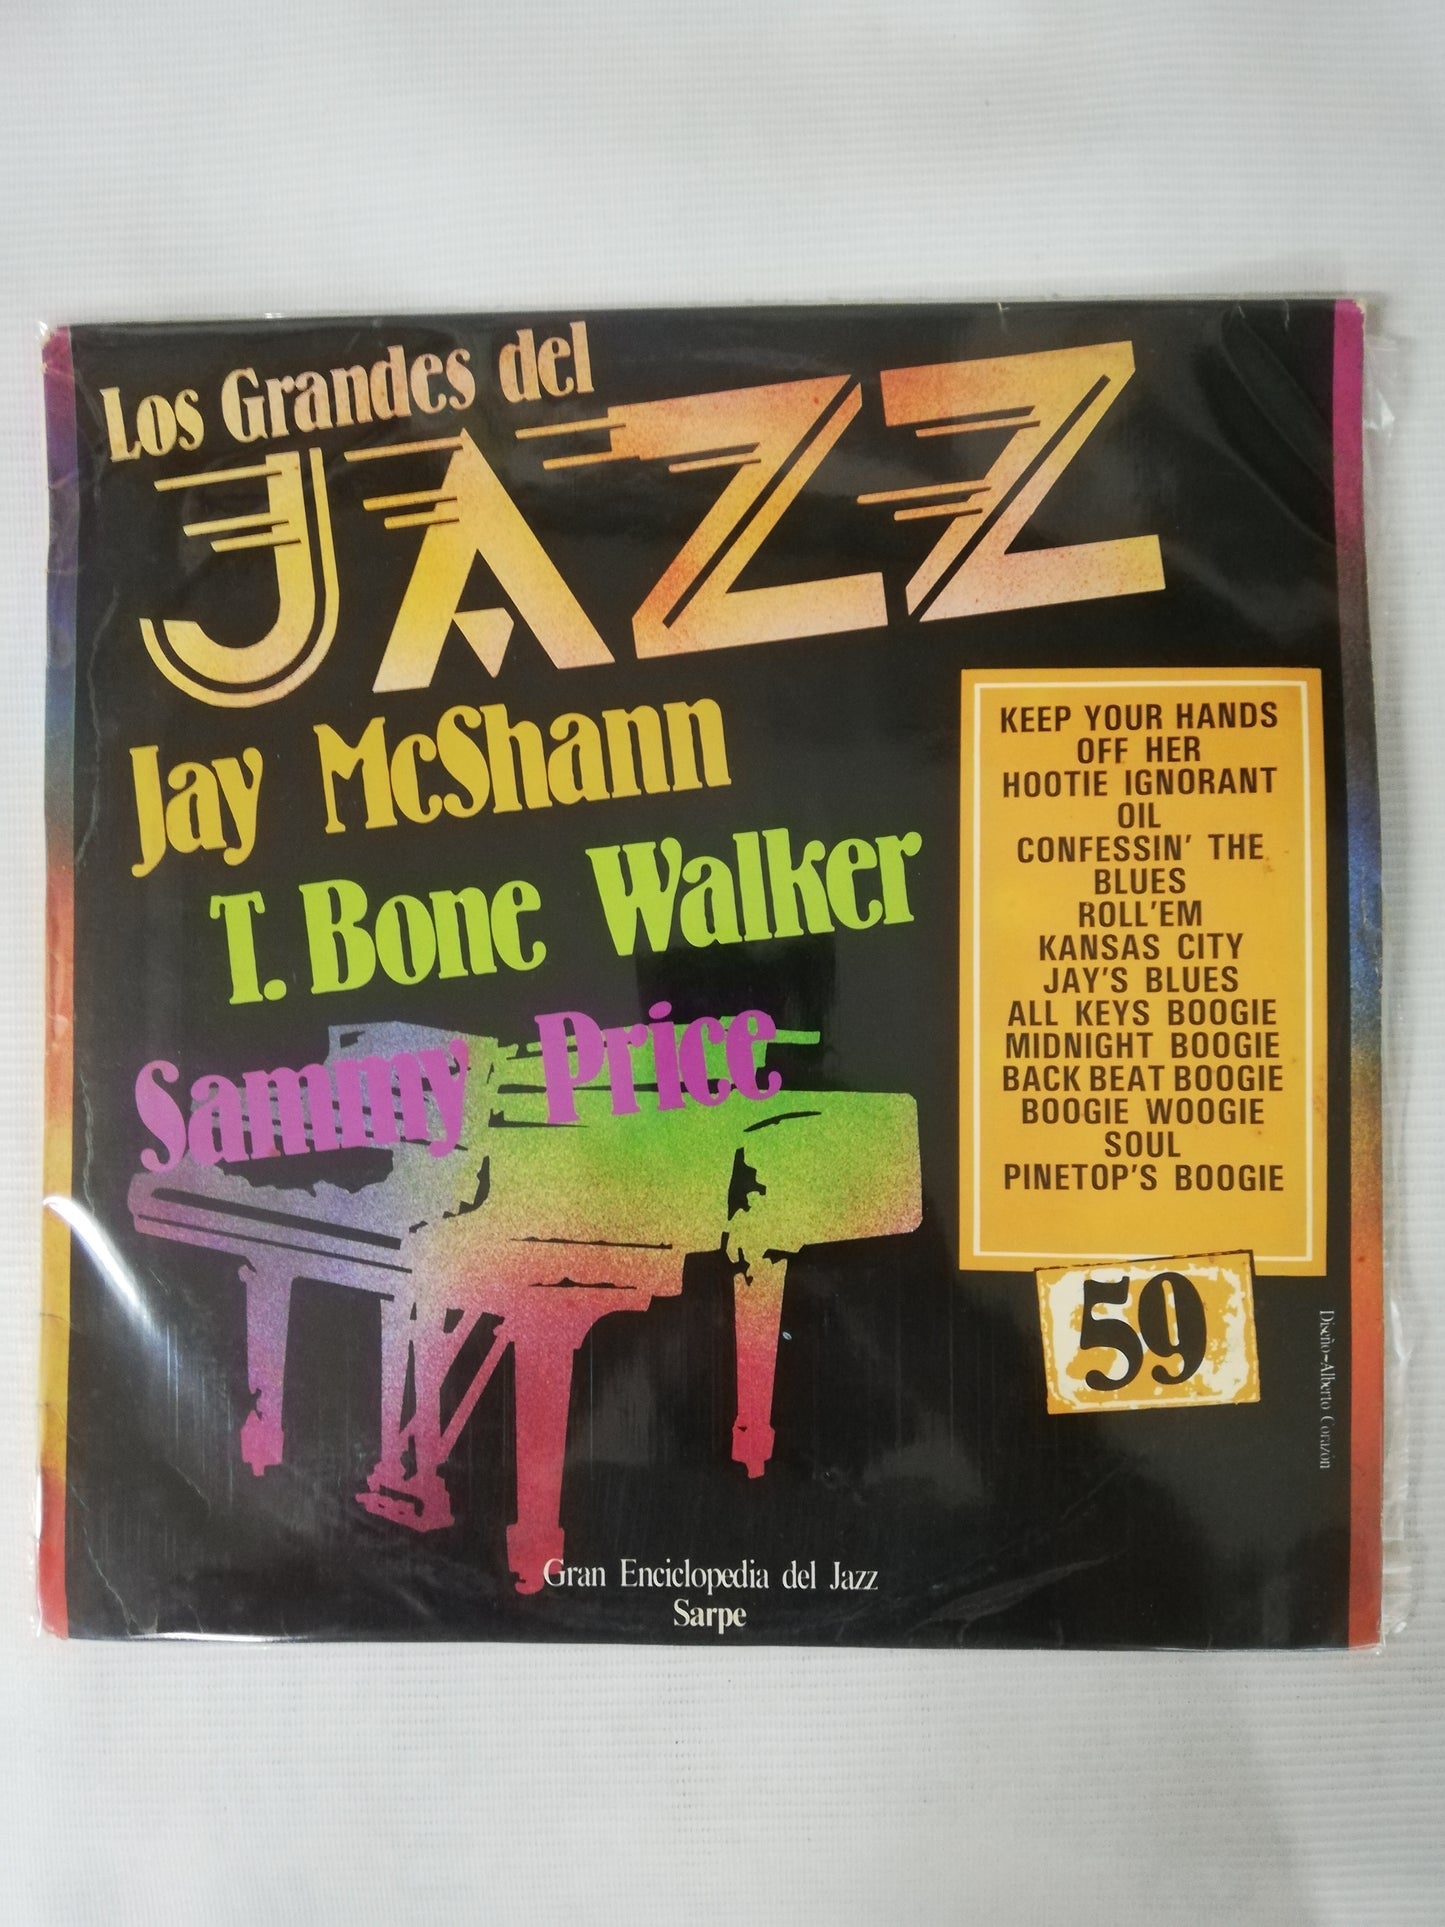 Los Grandes del
JAZZ
Jay McShann
T. Bone Walker
Sammy Price
KEEP YOUR HANDS
OFF HER
HOOTIE IGNORANT
OIL
CONFESSIN' THE
BLUES
ROLL'EM
KANSAS CITY
JAY'S BLUES
ALL KEYS BOOGIE
MIDNIGHT BOOGIE
BACK BEAT BOOGIE
BOOGIE WOOGIE
SOUL
PINETOP'S BOOGIE
59
Diseño-Alberto Corazón
Gran Enciclopedia del Jazz
Sarpe